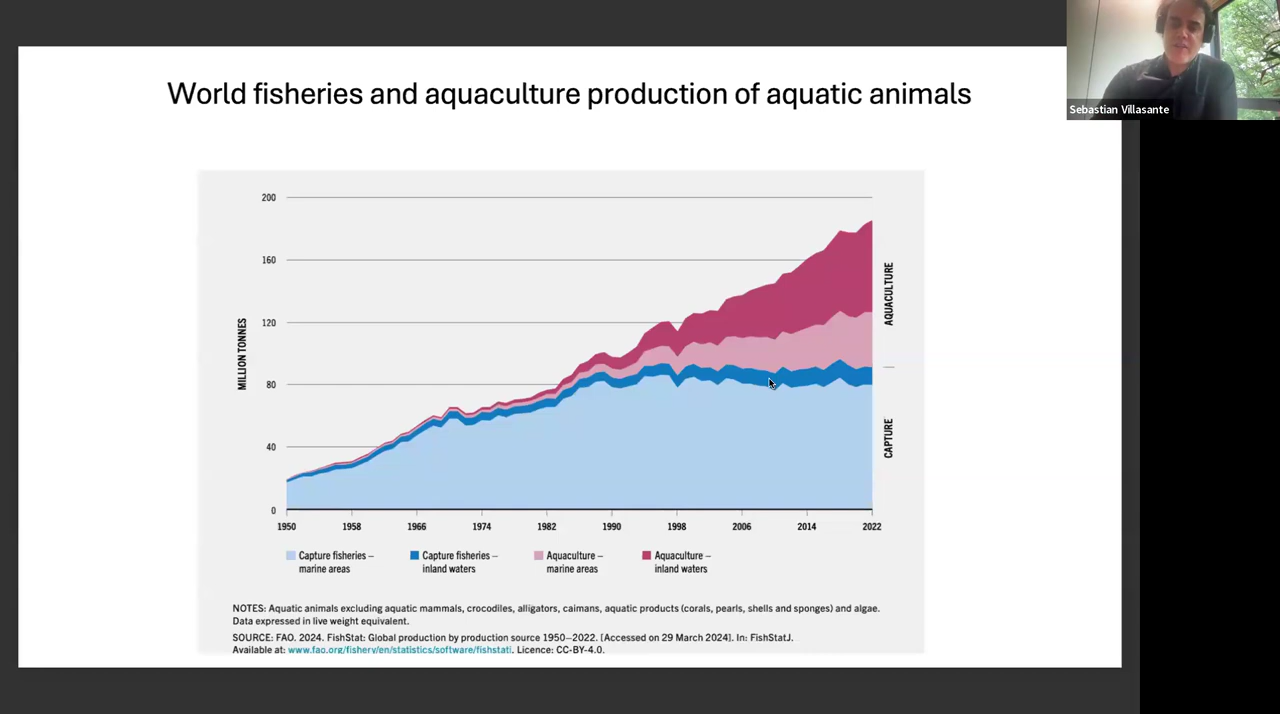 World fisheries and aquaculture production of aquatic animals
Sebastian Villasante
200
160
120
80
40
0
MILLION TONNES
AQUACULTURE
CAPTURE
1950 1958 1966 1974 1982 1990 1998 2006 2014 2022
Capture fisheries – marine areas
Capture fisheries – inland waters
Aquaculture – marine areas
Aquaculture – inland waters
NOTES: Aquatic animals excluding aquatic mammals, crocodiles, alligators, caimans, aquatic products (corals, pearls, shells and sponges) and algae.
Data expressed in live weight equivalent.
SOURCE: FAO. 2024. FishStat: Global production by production source 1950–2022. [Accessed on 29 March 2024]. In: FishStatJ.
Available at: www.fao.org/fishery/en/statistics/software/fishstatj. Licence: CC-BY-4.0.